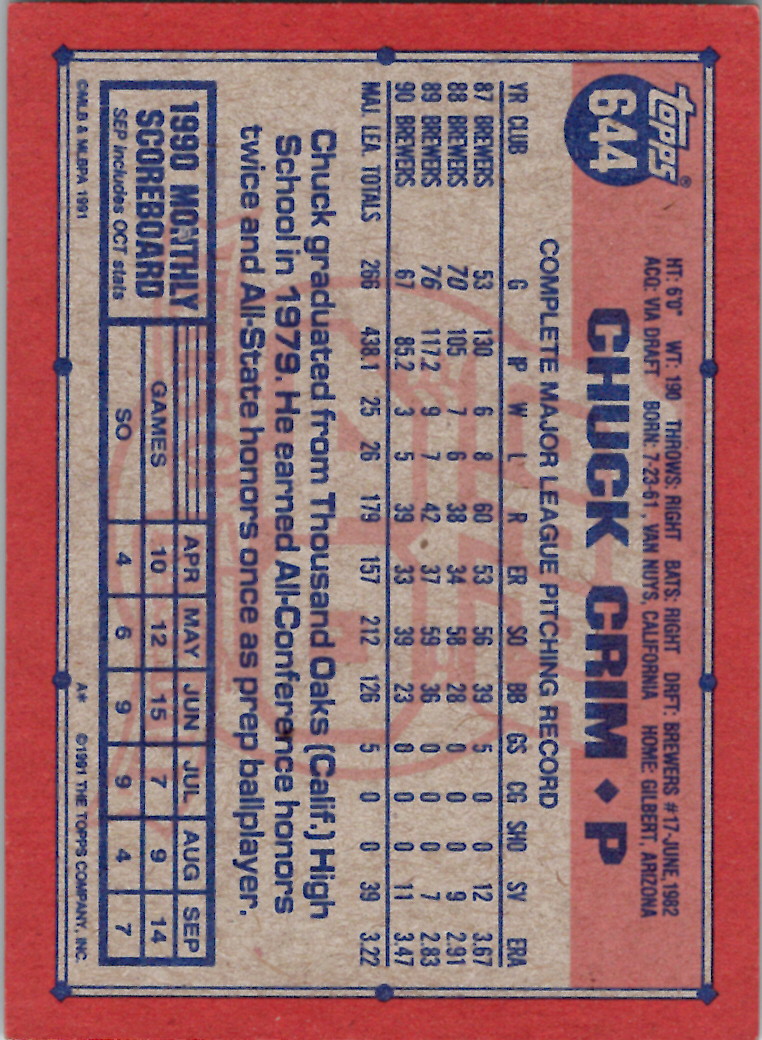 topps®
644
HT: 6'0" WT: 190 THROWS: RIGHT BATS: RIGHT DRFT: BREWERS #17-JUNE, 1982
ACQ: VIA DRAFT BORN: 7-23-61, VAN NUYS, CALIFORNIA HOME: GILBERT, ARIZONA
CHUCK CRIM ♦ P
COMPLETE MAJOR LEAGUE PITCHING RECORD
YR CLUB G IP W L R ER SO BB GS CG SHO SV ERA
87 BREWERS 53 130 6 8 60 53 56 39 5 0 0 12 3.67
88 BREWERS 70 105 7 6 38 34 58 28 0 0 0 9 2.91
89 BREWERS 76 117.2 9 7 42 37 59 36 0 0 0 7 2.83
90 BREWERS 67 85.2 3 5 39 33 39 23 0 0 0 11 3.47
MAJ. LEA. TOTALS 266 438.1 25 26 179 157 212 126 5 0 0 39 3.22
Chuck graduated from Thousand Oaks (Calif.) High
School in 1979. He earned All-Conference honors
twice and All-State honors once as prep ballplayer.
1990 MONTHLY
SCOREBOARD
SEP includes OCT stats
APR MAY JUN JUL AUG SEP
GAMES 10 12 15 7 9 14
SO 4 6 9 9 4 7
©MLB & MLBPA 1991
A* ©1991 THE TOPPS COMPANY, INC.